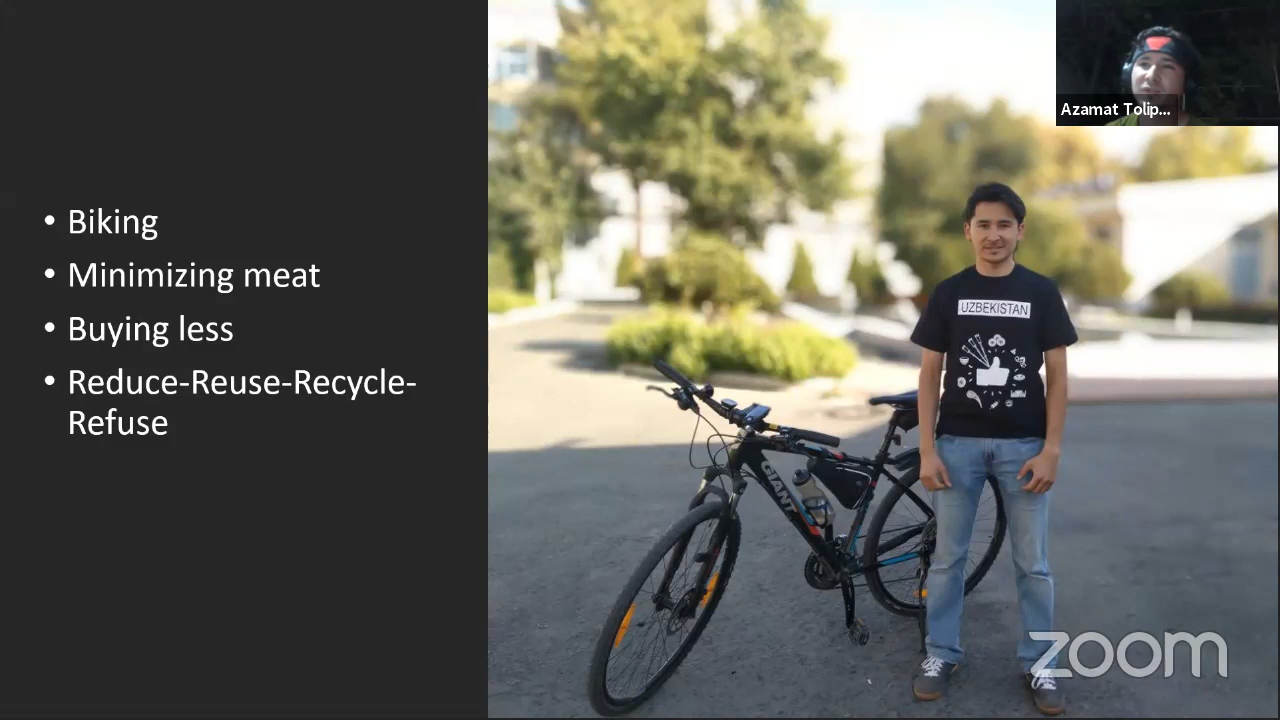 • Biking
• Minimizing meat
• Buying less
• Reduce-Reuse-Recycle-
Refuse
Azamat Tolip...
UZBEKISTAN
GIANT
zoom